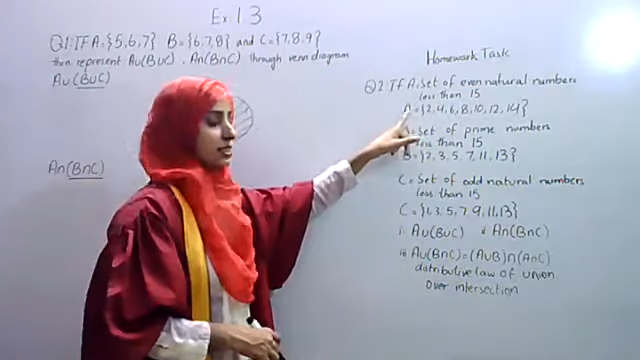 Ex 13
Q1: If A={5,6,7} B={6,7,8} and C={7,8,9}
then represent AU(BUC), An(BnC) through venn diagram
AU(BUC)
An(BnC)
Homework Task
Q2: If A: Set of even natural numbers
less than 15
A={2,4,6,8,10,12,14}
Set of prime numbers
less than 15
B={2,3,5,7,11,13}
C= Set of odd natural numbers
less than 15
C={1,3,5,7,9,11,13}
i. AU(BUC) ii An(BnC)
iii AU(BnC)=(AUB)n(AnC)
distributive law of union
over intersection